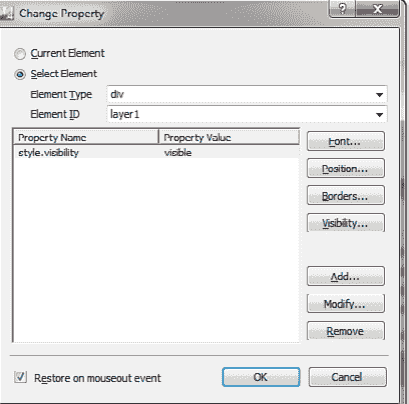 Change Property
Current Element
Select Element
Element Type div
Element ID layer1
Property Name Property Value
style.visibility visible
Font...
Position...
Borders...
Visibility...
Add...
Modify...
Remove
Restore on mouseout event
OK Cancel